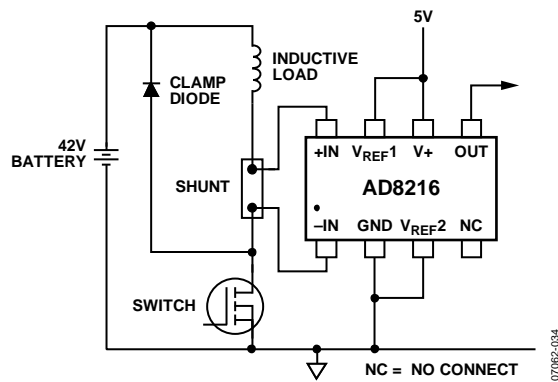 5V
INDUCTIVE
LOAD
CLAMP
DIODE
42V
BATTERY
SHUNT
+IN VREF1 V+ OUT
AD8216
–IN GND VREF2 NC
SWITCH
NC = NO CONNECT
07062-034